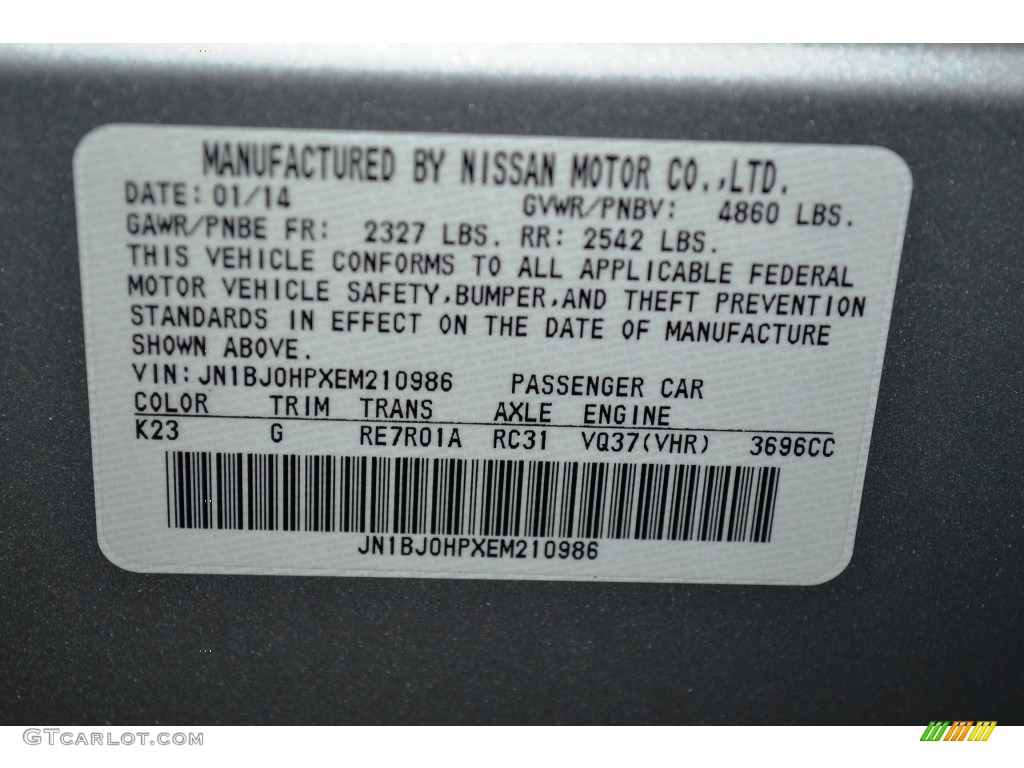 MANUFACTURED BY NISSAN MOTOR CO.,LTD.
DATE: 01/14 GVWR/PNBV: 4860 LBS.
GAWR/PNBE FR: 2327 LBS. RR: 2542 LBS.
THIS VEHICLE CONFORMS TO ALL APPLICABLE FEDERAL
MOTOR VEHICLE SAFETY,BUMPER,AND THEFT PREVENTION
STANDARDS IN EFFECT ON THE DATE OF MANUFACTURE
SHOWN ABOVE.
VIN: JN1BJ0HPXEM210986 PASSENGER CAR
COLOR TRIM TRANS AXLE ENGINE
K23 G RE7R01A RC31 VQ37(VHR) 3696CC
JN1BJ0HPXEM210986
GTCARLOT.COM